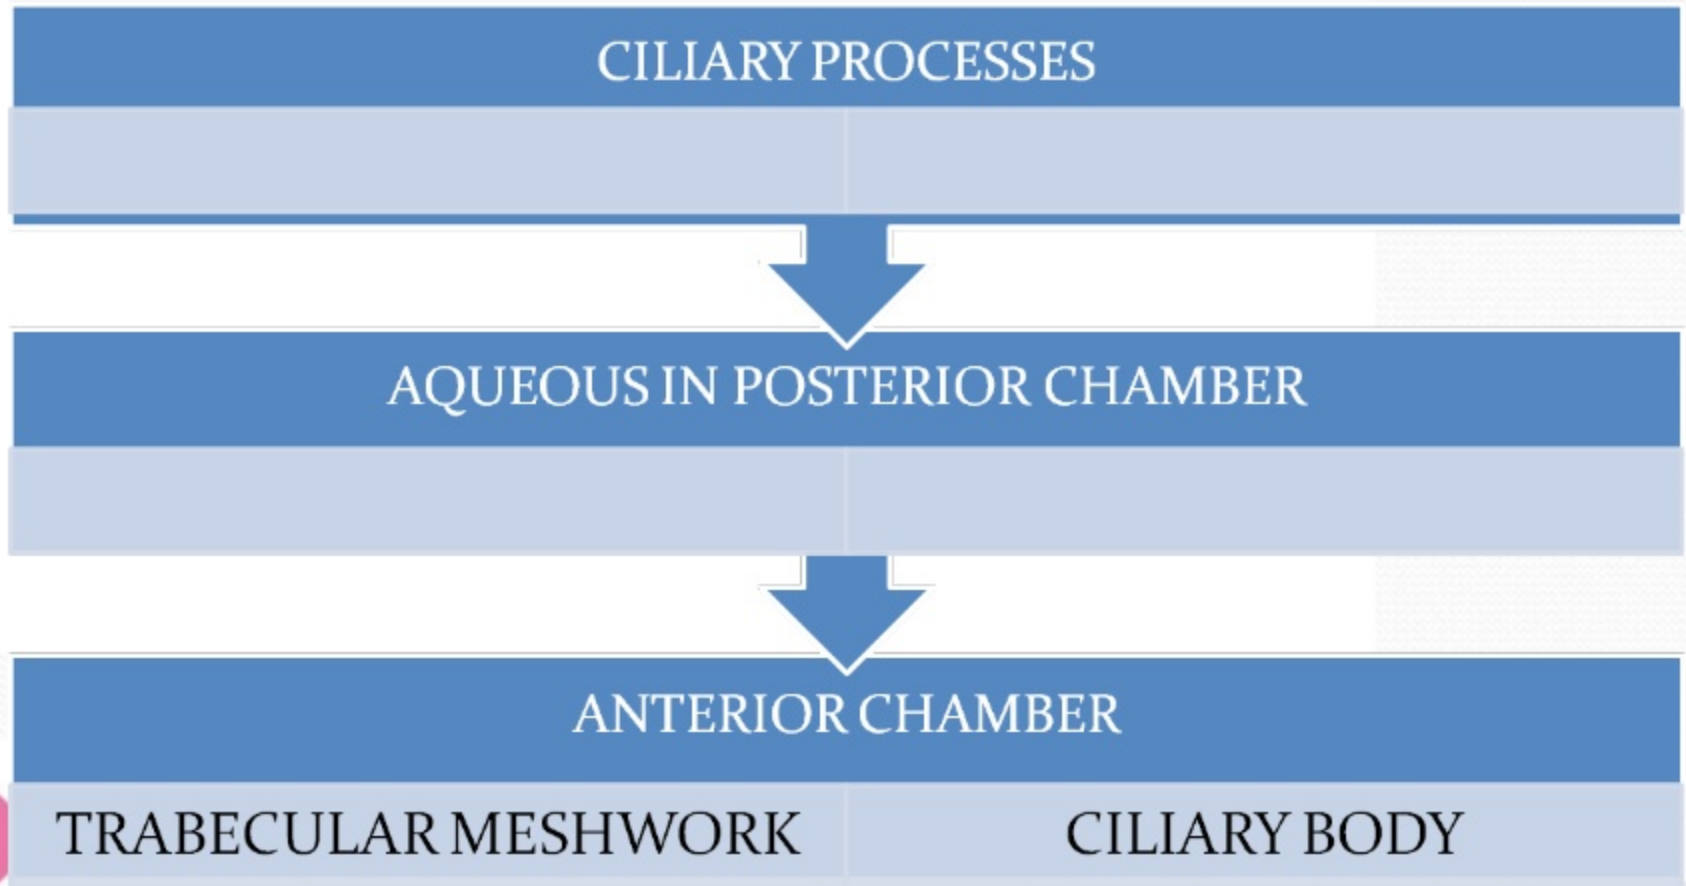 CILIARY PROCESSES
AQUEOUS IN POSTERIOR CHAMBER
ANTERIOR CHAMBER
TRABECULAR MESHWORK
CILIARY BODY